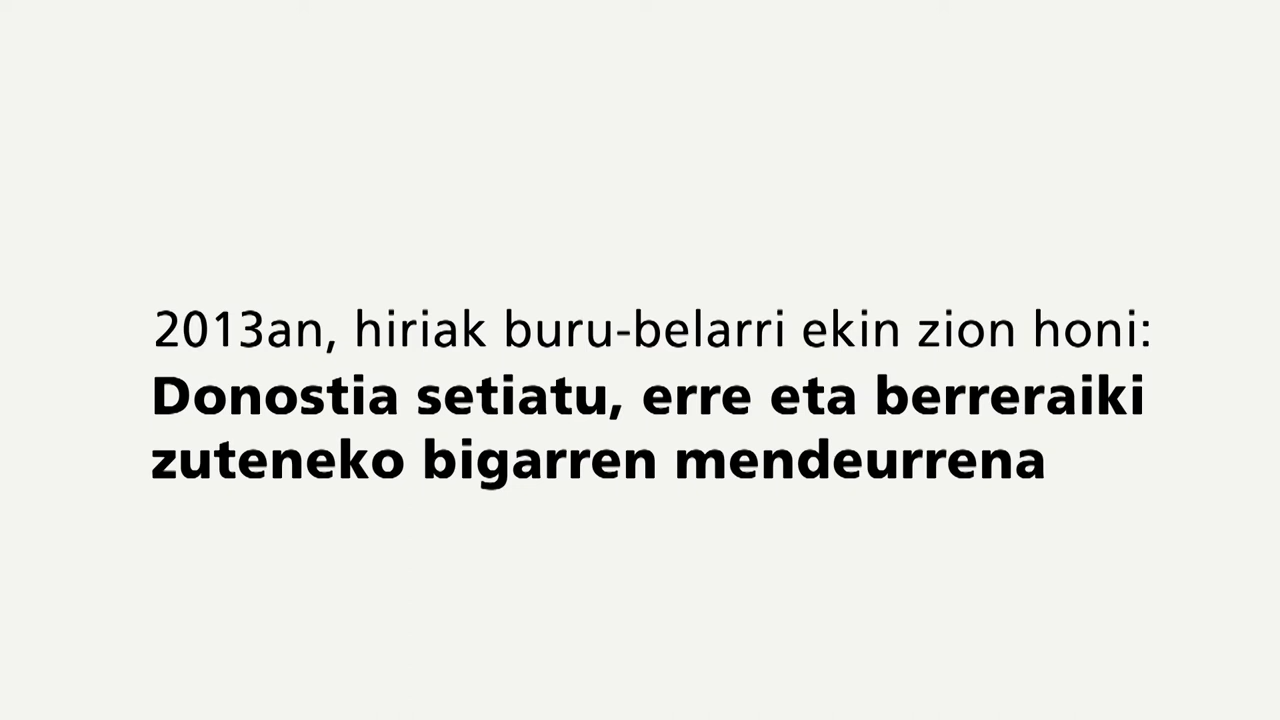 2013an, hiriak buru-belarri ekin zion honi:
Donostia setiatu, erre eta berreraiki
zuteneko bigarren mendeurrena